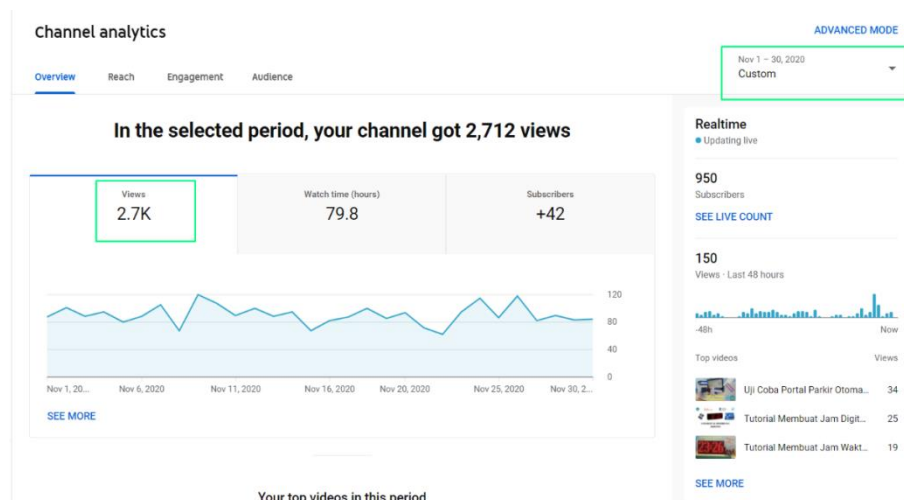 Channel analytics
ADVANCED MODE
Nov 1 – 30, 2020
Custom
Overview Reach Engagement Audience
In the selected period, your channel got 2,712 views
Views
2.7K
Watch time (hours)
79.8
Subscribers
+42
120
80
40
0
Nov 1, 20... Nov 6, 2020 Nov 11, 2020 Nov 16, 2020 Nov 20, 2020 Nov 25, 2020 Nov 30, 2...
SEE MORE
Your top videos in this period
Realtime
Updating live
950
Subscribers
SEE LIVE COUNT
150
Views · Last 48 hours
-48h Now
Top videos Views
Uji Coba Portal Parkir Otoma... 34
Tutorial Membuat Jam Digit... 25
Tutorial Membuat Jam Wakt... 19
SEE MORE